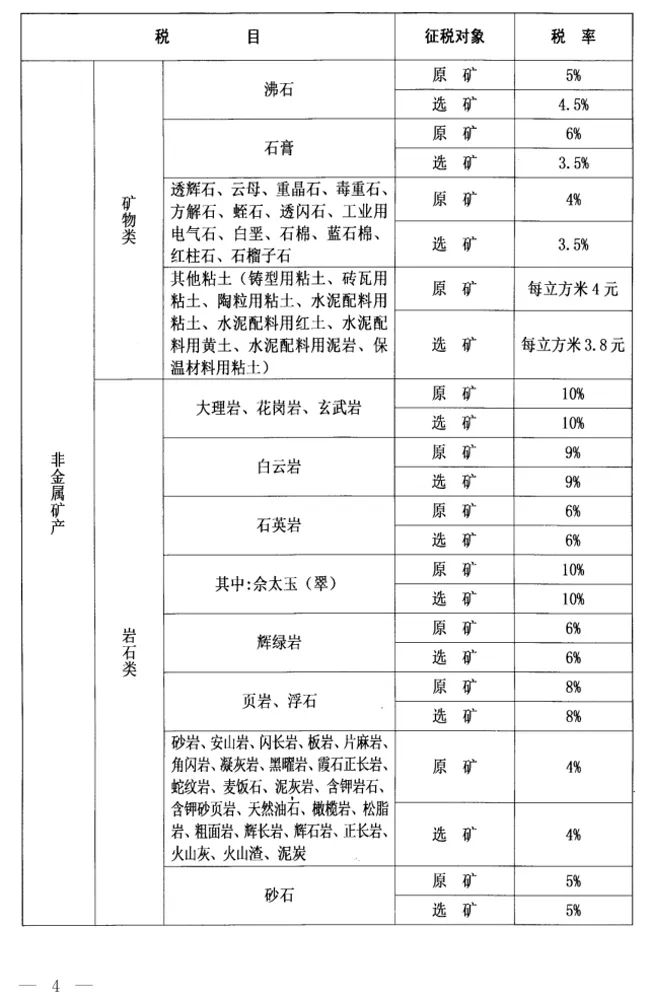 税 目 征税对象 税 率
非金属矿产
矿物类
沸石
原 矿 5%
选 矿 4.5%
石膏
原 矿 6%
选 矿 3.5%
透辉石、云母、重晶石、毒重石、
方解石、蛭石、透闪石、工业用
电气石、白垩、石棉、蓝石棉、
红柱石、石榴子石
原 矿 4%
选 矿 3.5%
其他粘土（铸型用粘土、砖瓦用
粘土、陶粒用粘土、水泥配料用
粘土、水泥配料用红土、水泥配
料用黄土、水泥配料用泥岩、保
温材料用粘土）
原 矿 每立方米4元
选 矿 每立方米3.8元
岩石类
大理岩、花岗岩、玄武岩
原 矿 10%
选 矿 10%
白云岩
原 矿 9%
选 矿 9%
石英岩
原 矿 6%
选 矿 6%
其中:佘太玉（翠）
原 矿 10%
选 矿 10%
辉绿岩
原 矿 6%
选 矿 6%
页岩、浮石
原 矿 8%
选 矿 8%
砂岩、安山岩、闪长岩、板岩、片麻岩、
角闪岩、凝灰岩、黑曜岩、霞石正长岩、
蛇纹岩、麦饭石、泥灰岩、含钾岩石、
含钾砂页岩、天然油石、橄榄岩、松脂
岩、粗面岩、辉长岩、辉石岩、正长岩、
火山灰、火山渣、泥炭
原 矿 4%
选 矿 4%
砂石
原 矿 5%
选 矿 5%
— 4 —